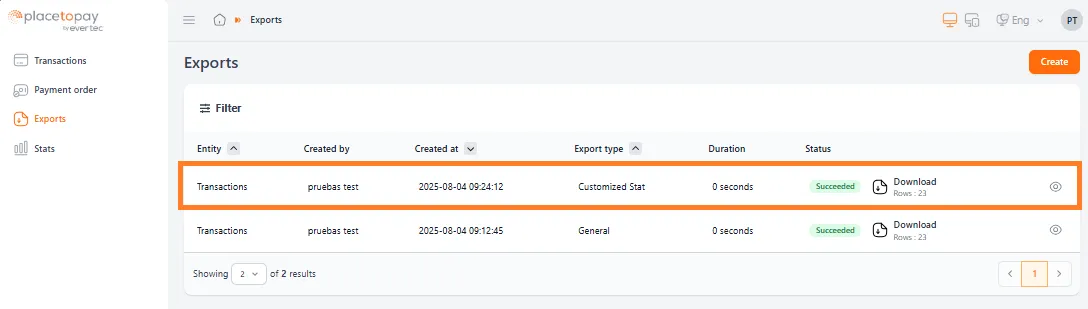 placetopay
by evertec
Exports
Eng
PT
Transactions
Payment order
Exports
Stats
Exports
Create
Filter
Entity Created by Created at Export type Duration Status
Transactions pruebas test 2025-08-04 09:24:12 Customized Stat 0 seconds Succeeded Download
Rows : 23
Transactions pruebas test 2025-08-04 09:12:45 General 0 seconds Succeeded Download
Rows : 23
Showing 2 of 2 results
1